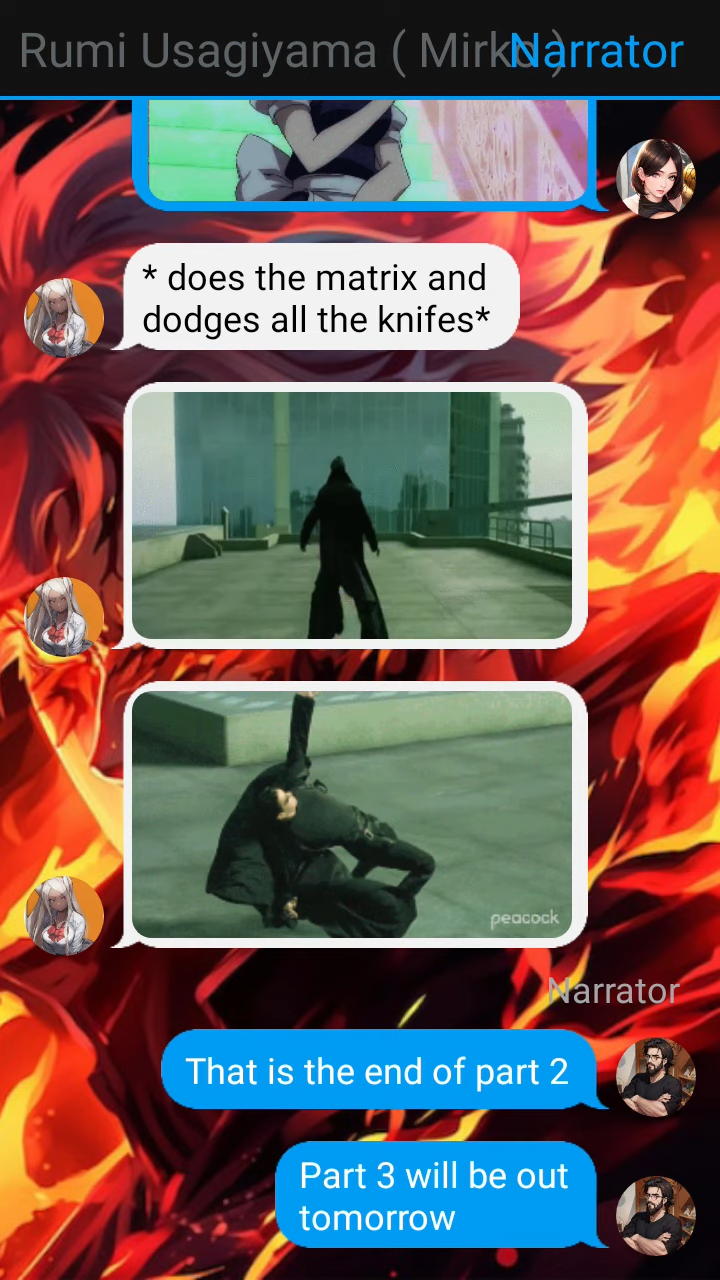 Rumi Usagiyama ( Mirko ) Narrator
* does the matrix and
dodges all the knifes*
peacock
Narrator
That is the end of part 2
Part 3 will be out
tomorrow